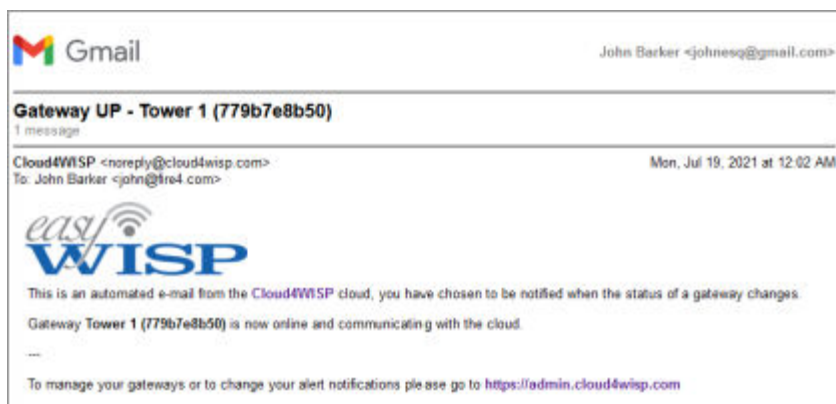 Gmail
John Barker <johnesq@gmail.com>
Gateway UP - Tower 1 (779b7e8b50)
1 message
Cloud4WISP <noreply@cloud4wisp.com>
Mon, Jul 19, 2021 at 12:02 AM
To: John Barker <john@fire4.com>
easy
WISP
This is an automated e-mail from the Cloud4WISP cloud, you have chosen to be notified when the status of a gateway changes.
Gateway Tower 1 (779b7e8b50) is now online and communicating with the cloud.
---
To manage your gateways or to change your alert notifications please go to https://admin.cloud4wisp.com